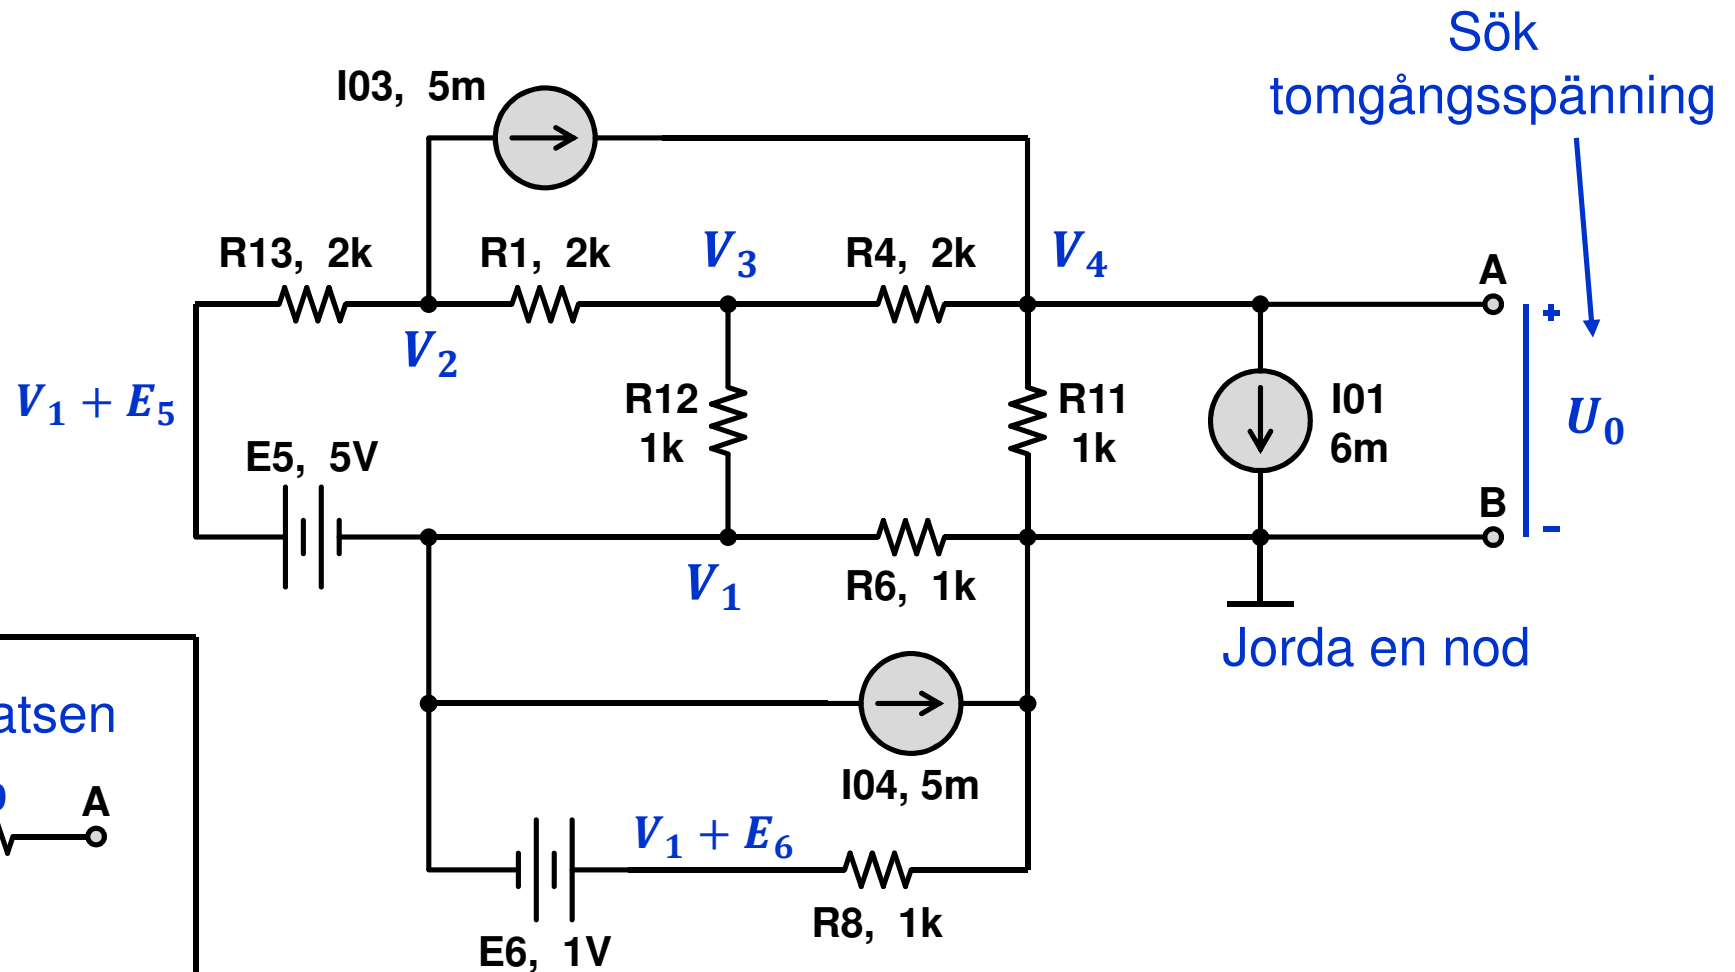 Sök
tomgångsspänning
I03, 5m
R13, 2k
R1, 2k
V₃
R4, 2k
V₄
A
+
V₂
V₁ + E₅
R12
1k
R11
1k
I01
6m
U₀
E5, 5V
B
–
V₁
R6, 1k
Jorda en nod
atsen
A
I04, 5m
V₁ + E₆
R8, 1k
E6, 1V